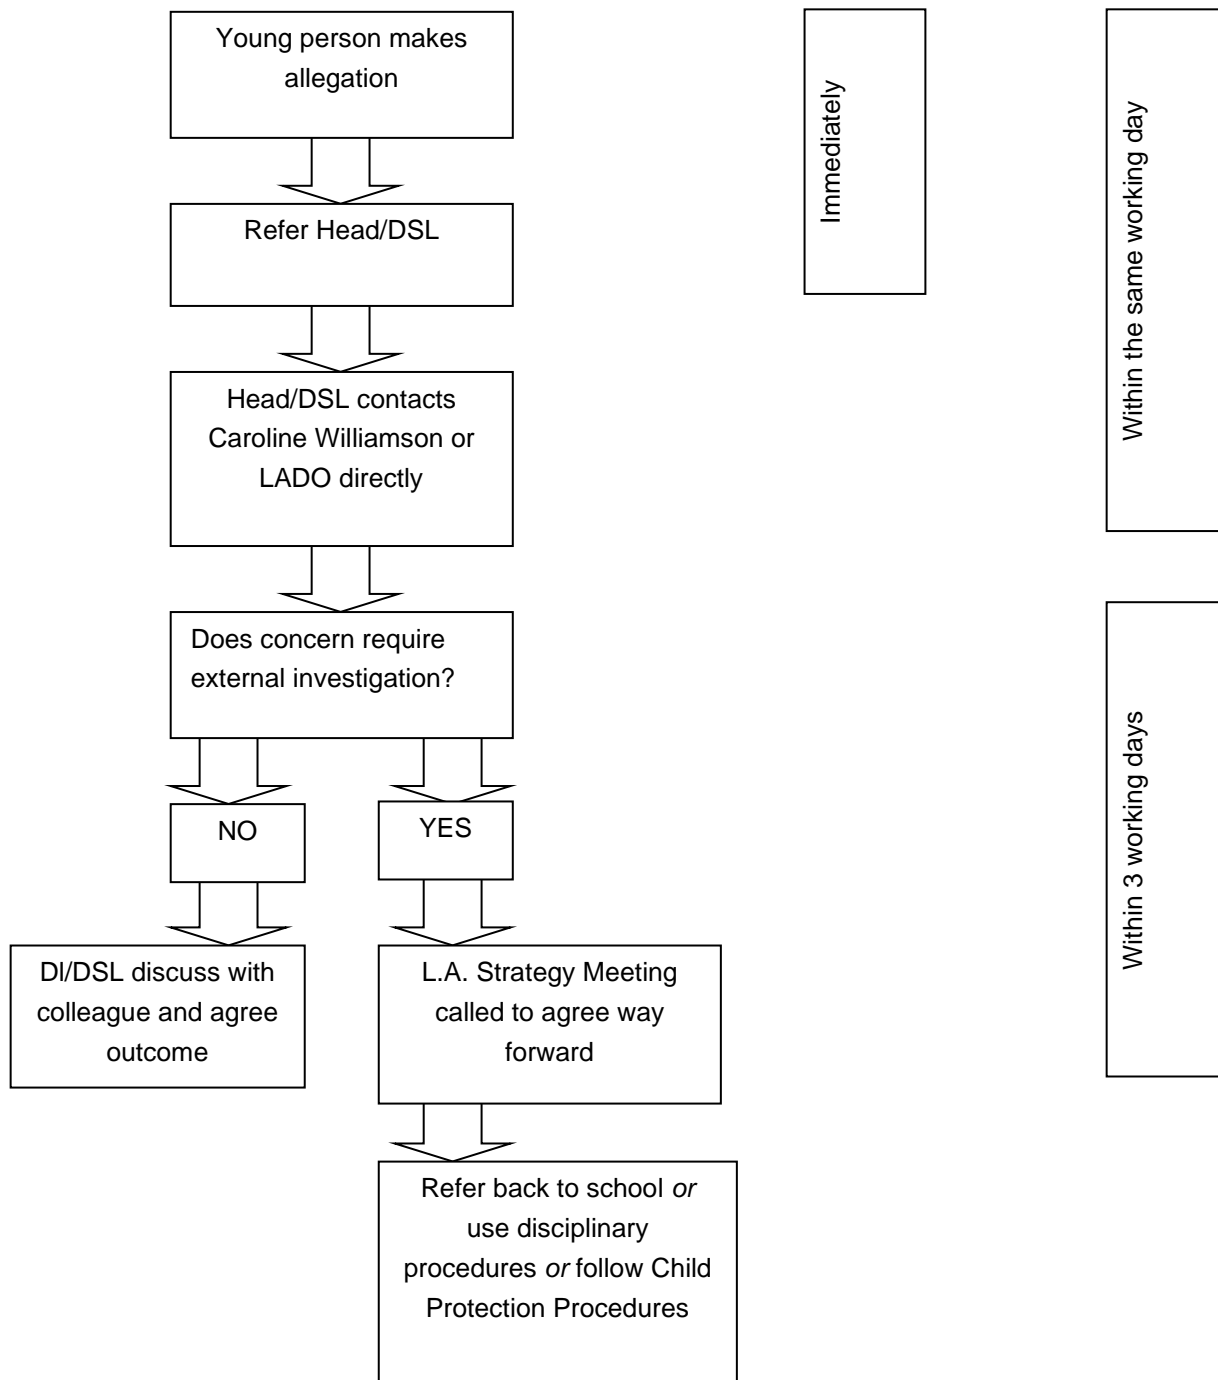 Young person makes
allegation
Refer Head/DSL
Head/DSL contacts
Caroline Williamson or
LADO directly
Does concern require
external investigation?
NO
YES
DI/DSL discuss with
colleague and agree
outcome
L.A. Strategy Meeting
called to agree way
forward
Refer back to school or
use disciplinary
procedures or follow Child
Protection Procedures
Immediately
Within the same working day
Within 3 working days